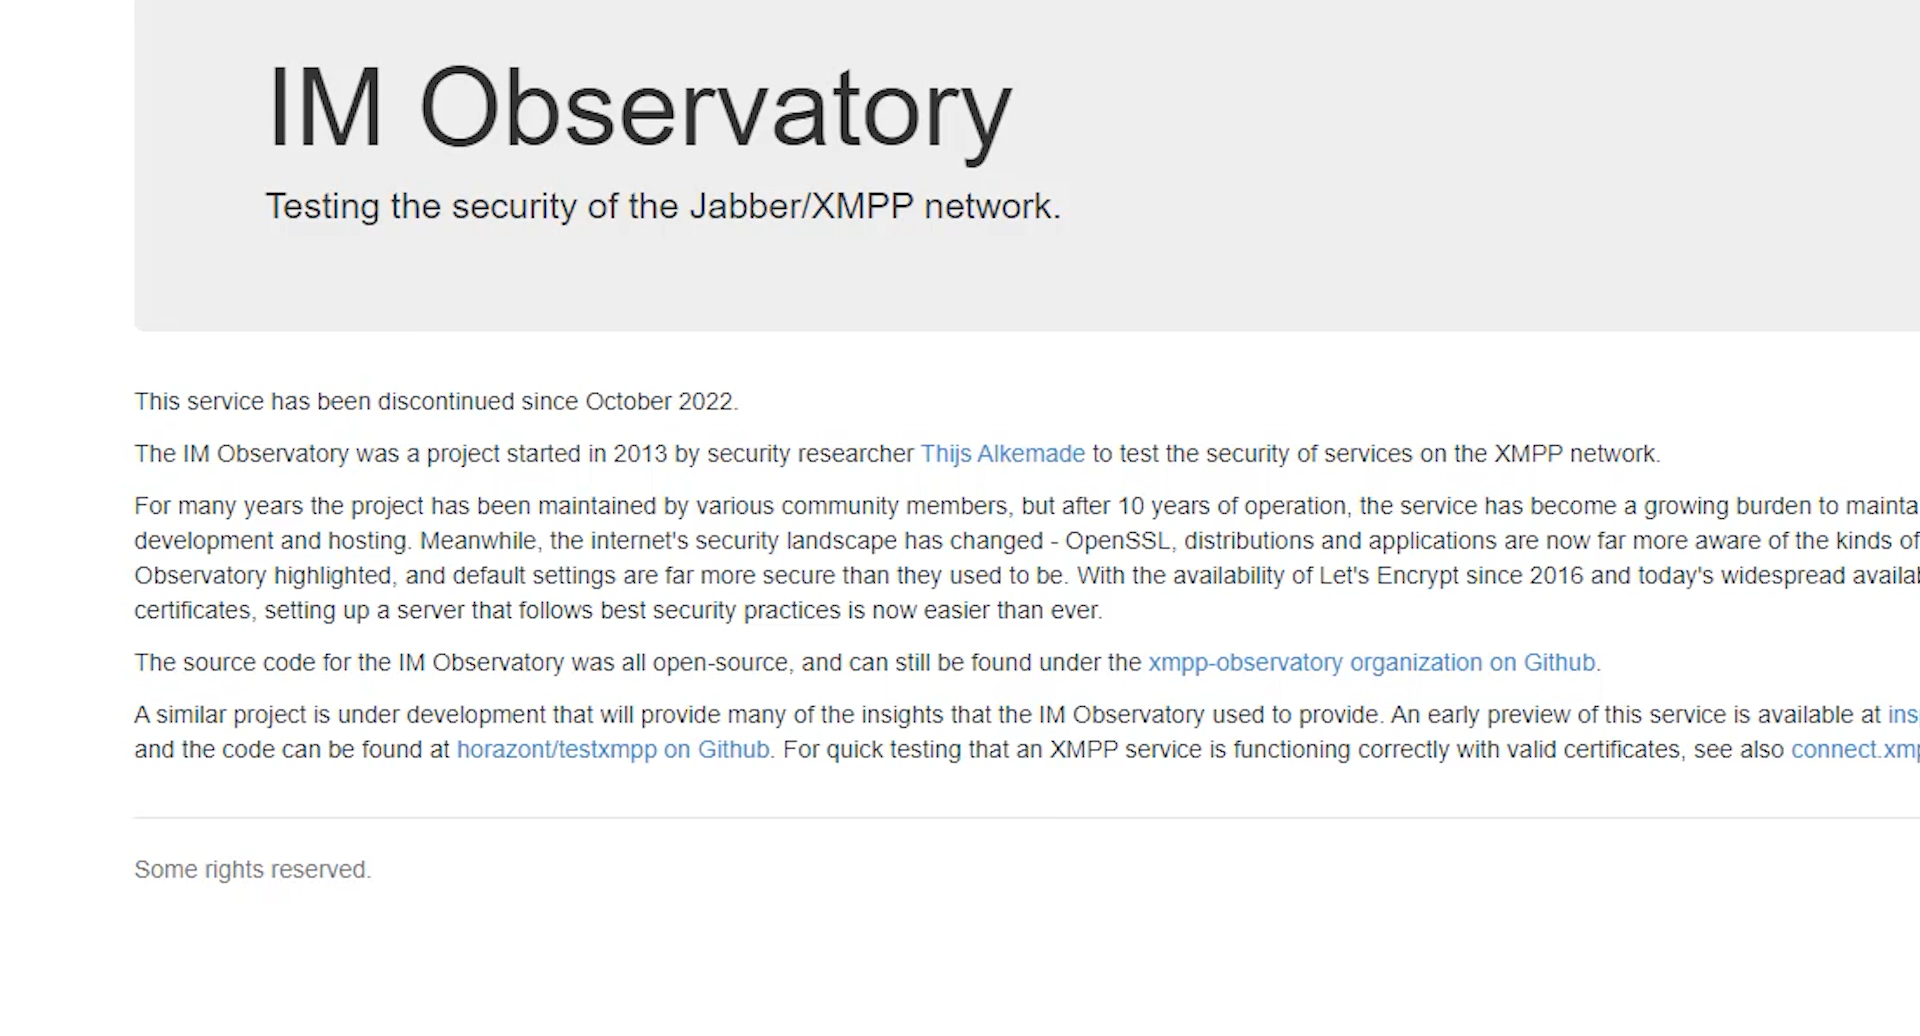 IM Observatory
Testing the security of the Jabber/XMPP network.
This service has been discontinued since October 2022.
The IM Observatory was a project started in 2013 by security researcher Thijs Alkemade to test the security of services on the XMPP network.
For many years the project has been maintained by various community members, but after 10 years of operation, the service has become a growing burden to
development and hosting. Meanwhile, the internet's security landscape has changed - OpenSSL, distributions and applications are now far more aware of the kinds of
Observatory highlighted, and default settings are far more secure than they used to be. With the availability of Let's Encrypt since 2016 and today's widespread
certificates, setting up a server that follows best security practices is now easier than ever.
The source code for the IM Observatory was all open-source, and can still be found under the xmpp-observatory organization on Github.
A similar project is under development that will provide many of the insights that the IM Observatory used to provide. An early preview of this service is available at
and the code can be found at horazont/testxmpp on Github. For quick testing that an XMPP service is functioning correctly with valid certificates, see also
Some rights reserved.